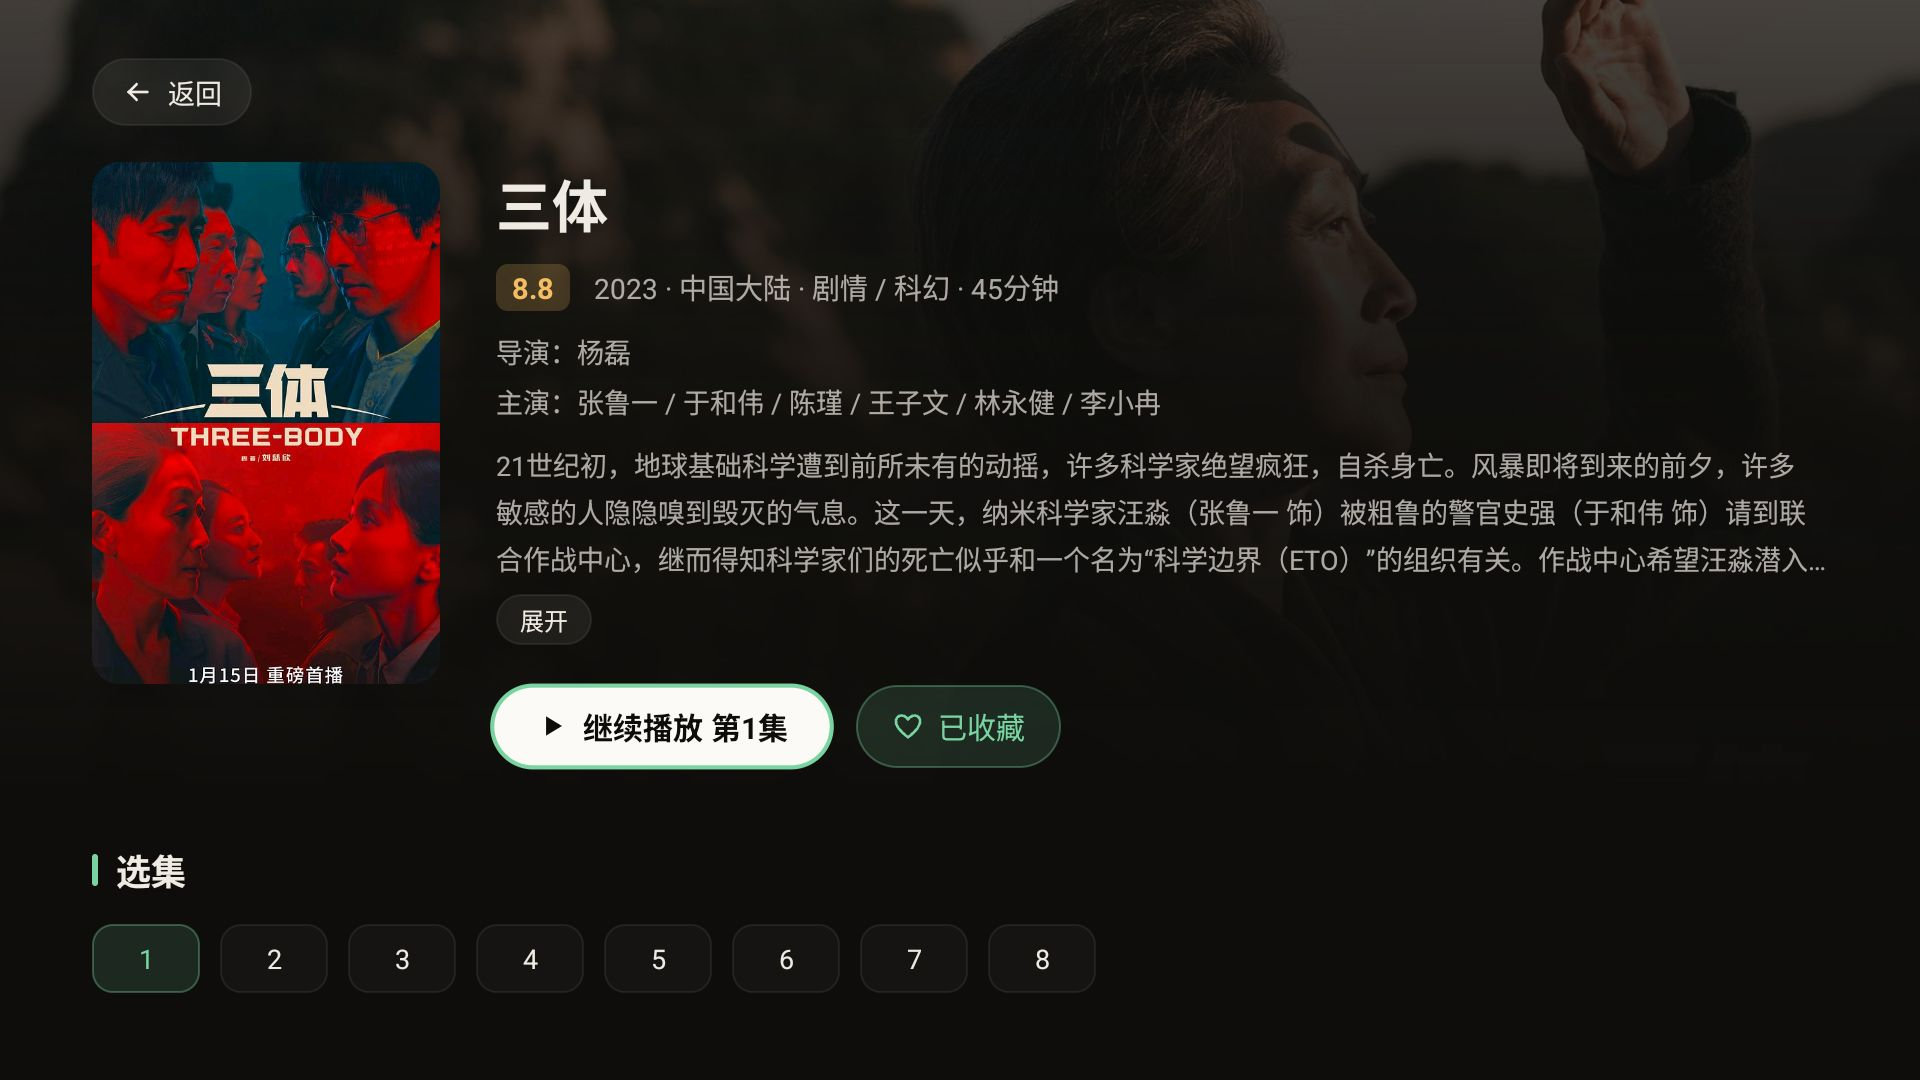 返回
三体
THREE-BODY
原著/刘慈欣
1月15日 重磅首播
三体
8.8 2023 · 中国大陆 · 剧情 / 科幻 · 45分钟
导演：杨磊
主演：张鲁一 / 于和伟 / 陈瑾 / 王子文 / 林永健 / 李小冉
21世纪初，地球基础科学遭到前所未有的动摇，许多科学家绝望疯狂，自杀身亡。风暴即将到来的前夕，许多
敏感的人隐隐嗅到毁灭的气息。这一天，纳米科学家汪淼（张鲁一 饰）被粗鲁的警官史强（于和伟 饰）请到联
合作战中心，继而得知科学家们的死亡似乎和一个名为“科学边界（ETO）”的组织有关。作战中心希望汪淼潜入…
展开
继续播放 第1集
已收藏
选集
1 2 3 4 5 6 7 8